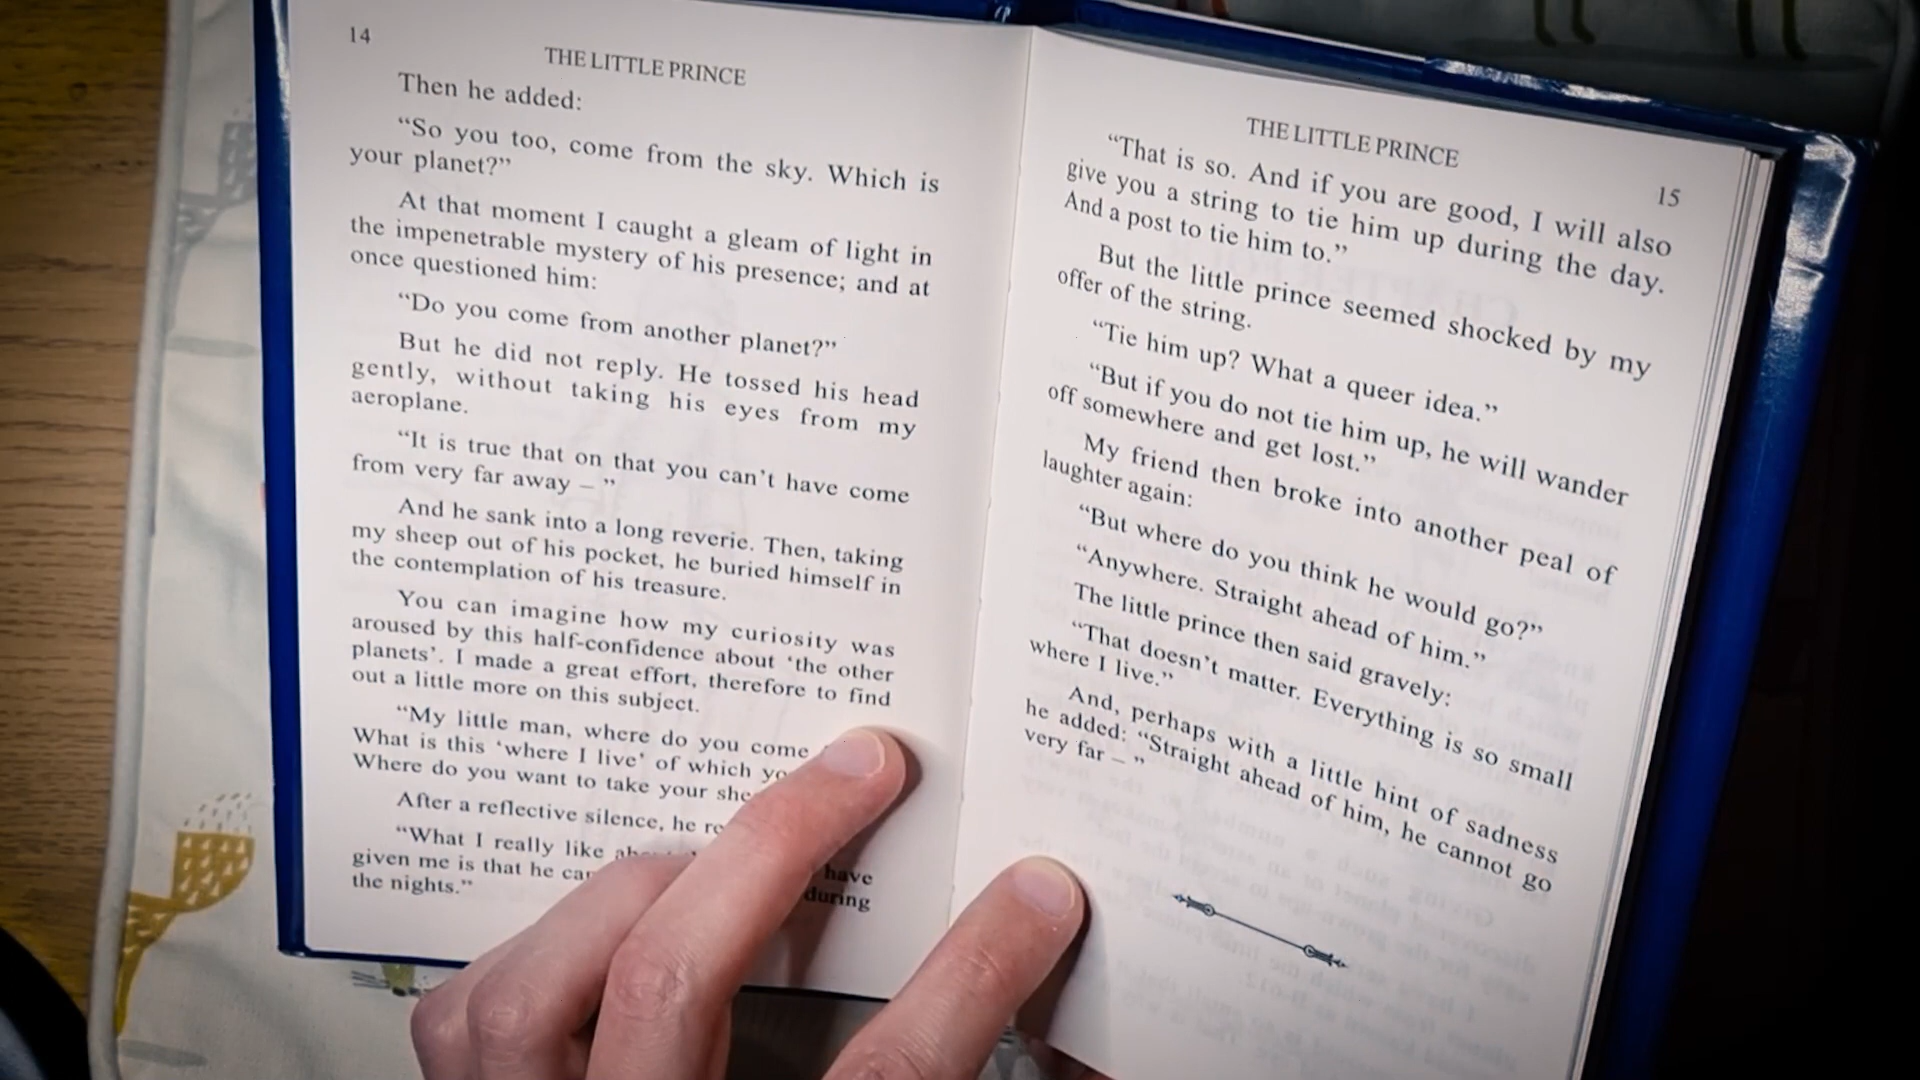 14
THE LITTLE PRINCE
Then he added:
“So you too, come from the sky. Which is
your planet?”
At that moment I caught a gleam of light in
the impenetrable mystery of his presence; and at
once questioned him:
“Do you come from another planet?”
But he did not reply. He tossed his head
gently, without taking his eyes from my
aeroplane.
“It is true that on that you can’t have come
from very far away – ”
And he sank into a long reverie. Then, taking
my sheep out of his pocket, he buried himself in
the contemplation of his treasure.
You can imagine how my curiosity was
aroused by this half-confidence about ‘the other
planets’. I made a great effort, therefore to find
out a little more on this subject.
“My little man, where do you come
What is this ‘where I live’ of which
Where do you want to take your
After a reflective silence, he
“What I really like have
given me is that he during
the nights.”
THE LITTLE PRINCE
15
“That is so. And if you are good, I will also
give you a string to tie him up during the day.
And a post to tie him to.”
But the little prince seemed shocked by my
offer of the string.
“Tie him up? What a queer idea.”
“But if you do not tie him up, he will wander
off somewhere and get lost.”
My friend then broke into another peal of
laughter again:
“But where do you think he would go?”
“Anywhere. Straight ahead of him.”
The little prince then said gravely:
“That doesn’t matter. Everything is so small
where I live.”
And, perhaps with a little hint of sadness
he added: “Straight ahead of him, he cannot go
very far – ”